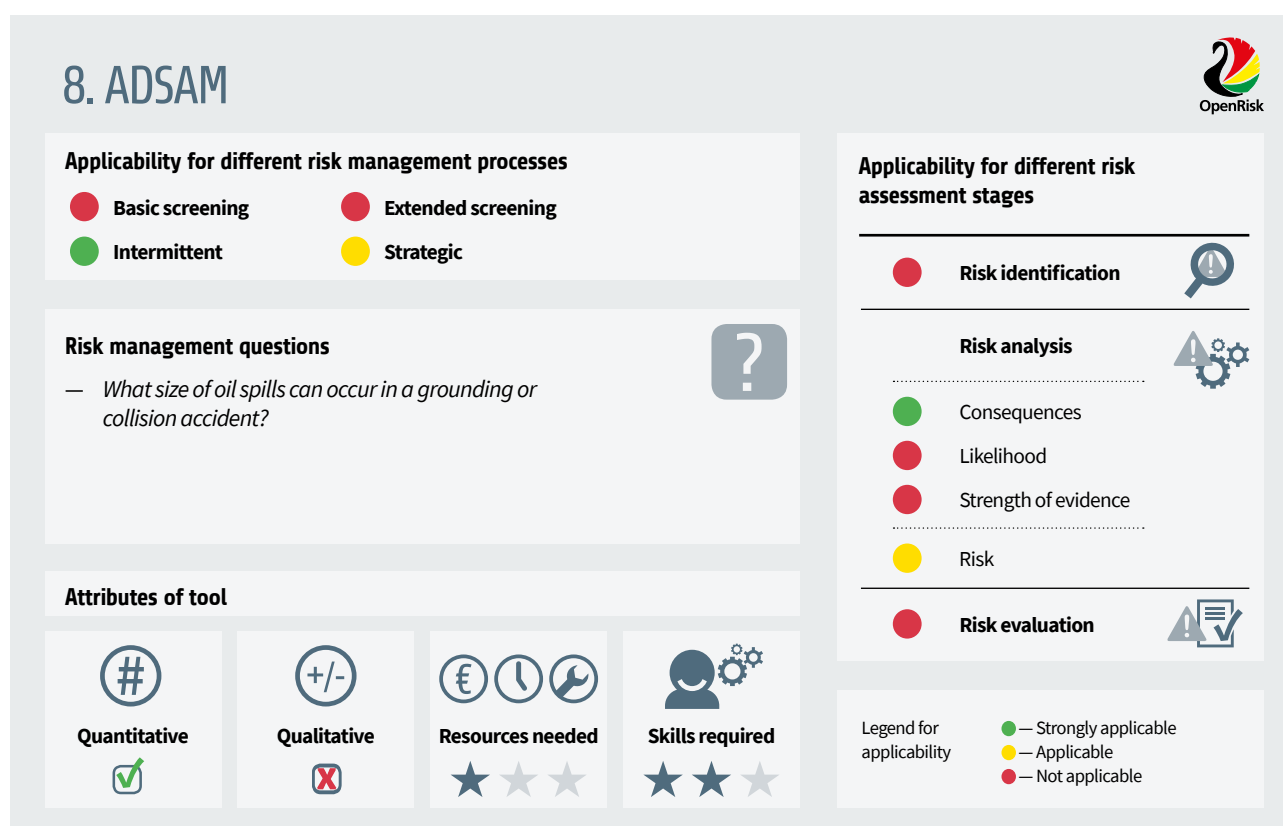 8. ADSAM
OpenRisk
Applicability for different risk management processes
Basic screening
Extended screening
Intermittent
Strategic
Risk management questions
?
— What size of oil spills can occur in a grounding or
collision accident?
Attributes of tool
#
Quantitative
+/-
Qualitative
€
Resources needed
Skills required
Applicability for different risk
assessment stages
Risk identification
Risk analysis
Consequences
Likelihood
Strength of evidence
Risk
Risk evaluation
Legend for
applicability
— Strongly applicable
— Applicable
— Not applicable